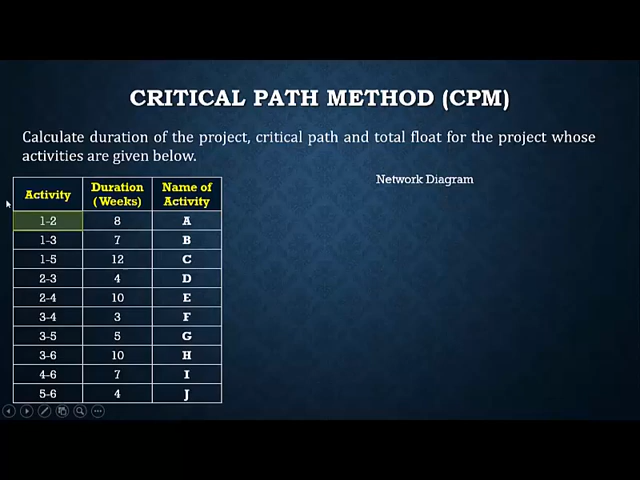 CRITICAL PATH METHOD (CPM)
Calculate duration of the project, critical path and total float for the project whose
activities are given below.
Network Diagram
Activity Duration (Weeks) Name of Activity
1-2 8 A
1-3 7 B
1-5 12 C
2-3 4 D
2-4 10 E
3-4 3 F
3-5 5 G
3-6 10 H
4-6 7 I
5-6 4 J